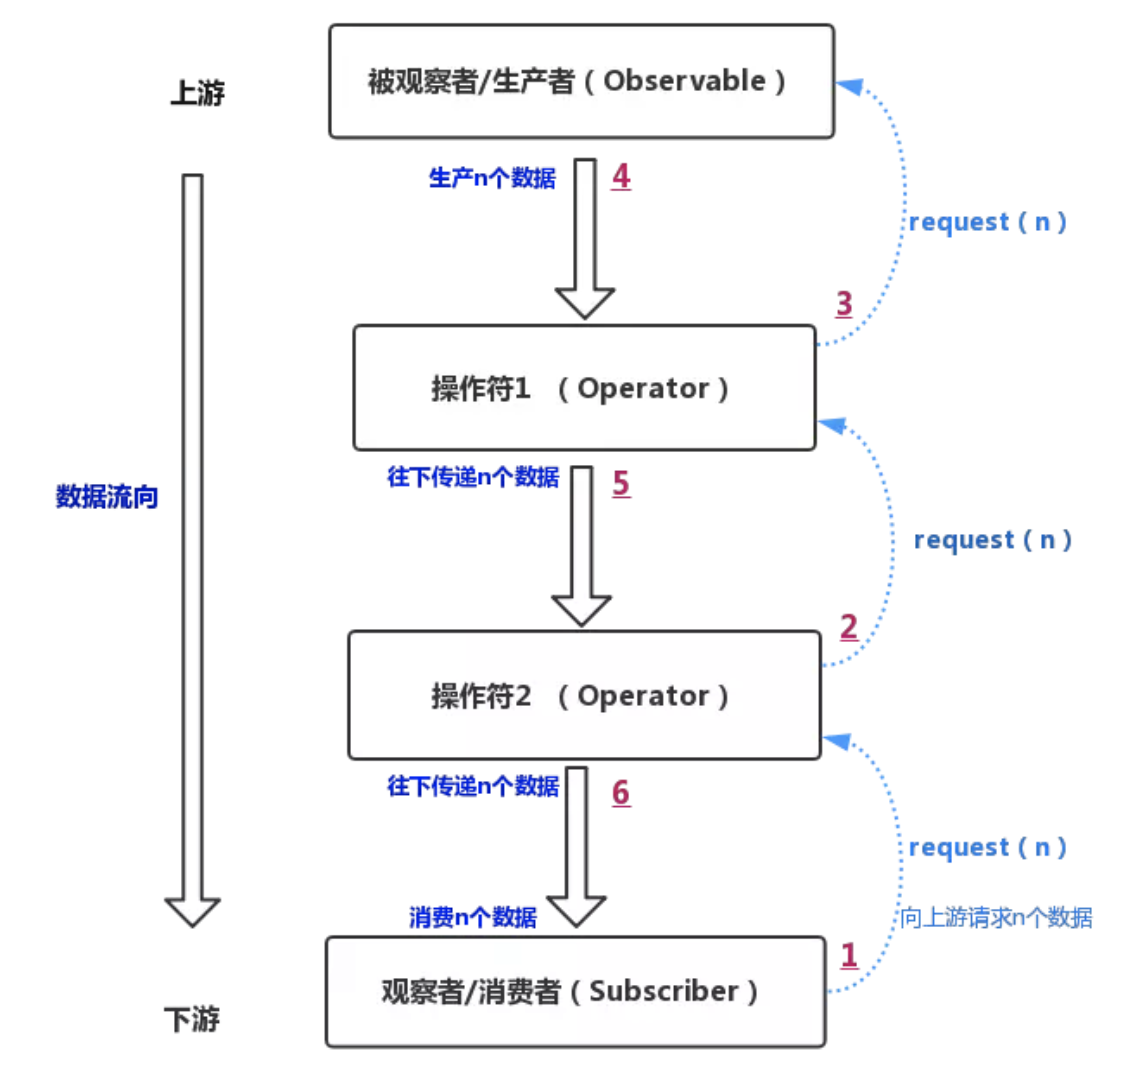 被观察者/生产者（Observable）
上游
生产n个数据
4
request（n）
3
操作符1 （Operator）
往下传递n个数据
5
数据流向
request（n）
2
操作符2 （Operator）
往下传递n个数据
6
request（n）
消费n个数据
向上游请求n个数据
1
观察者/消费者（Subscriber）
下游